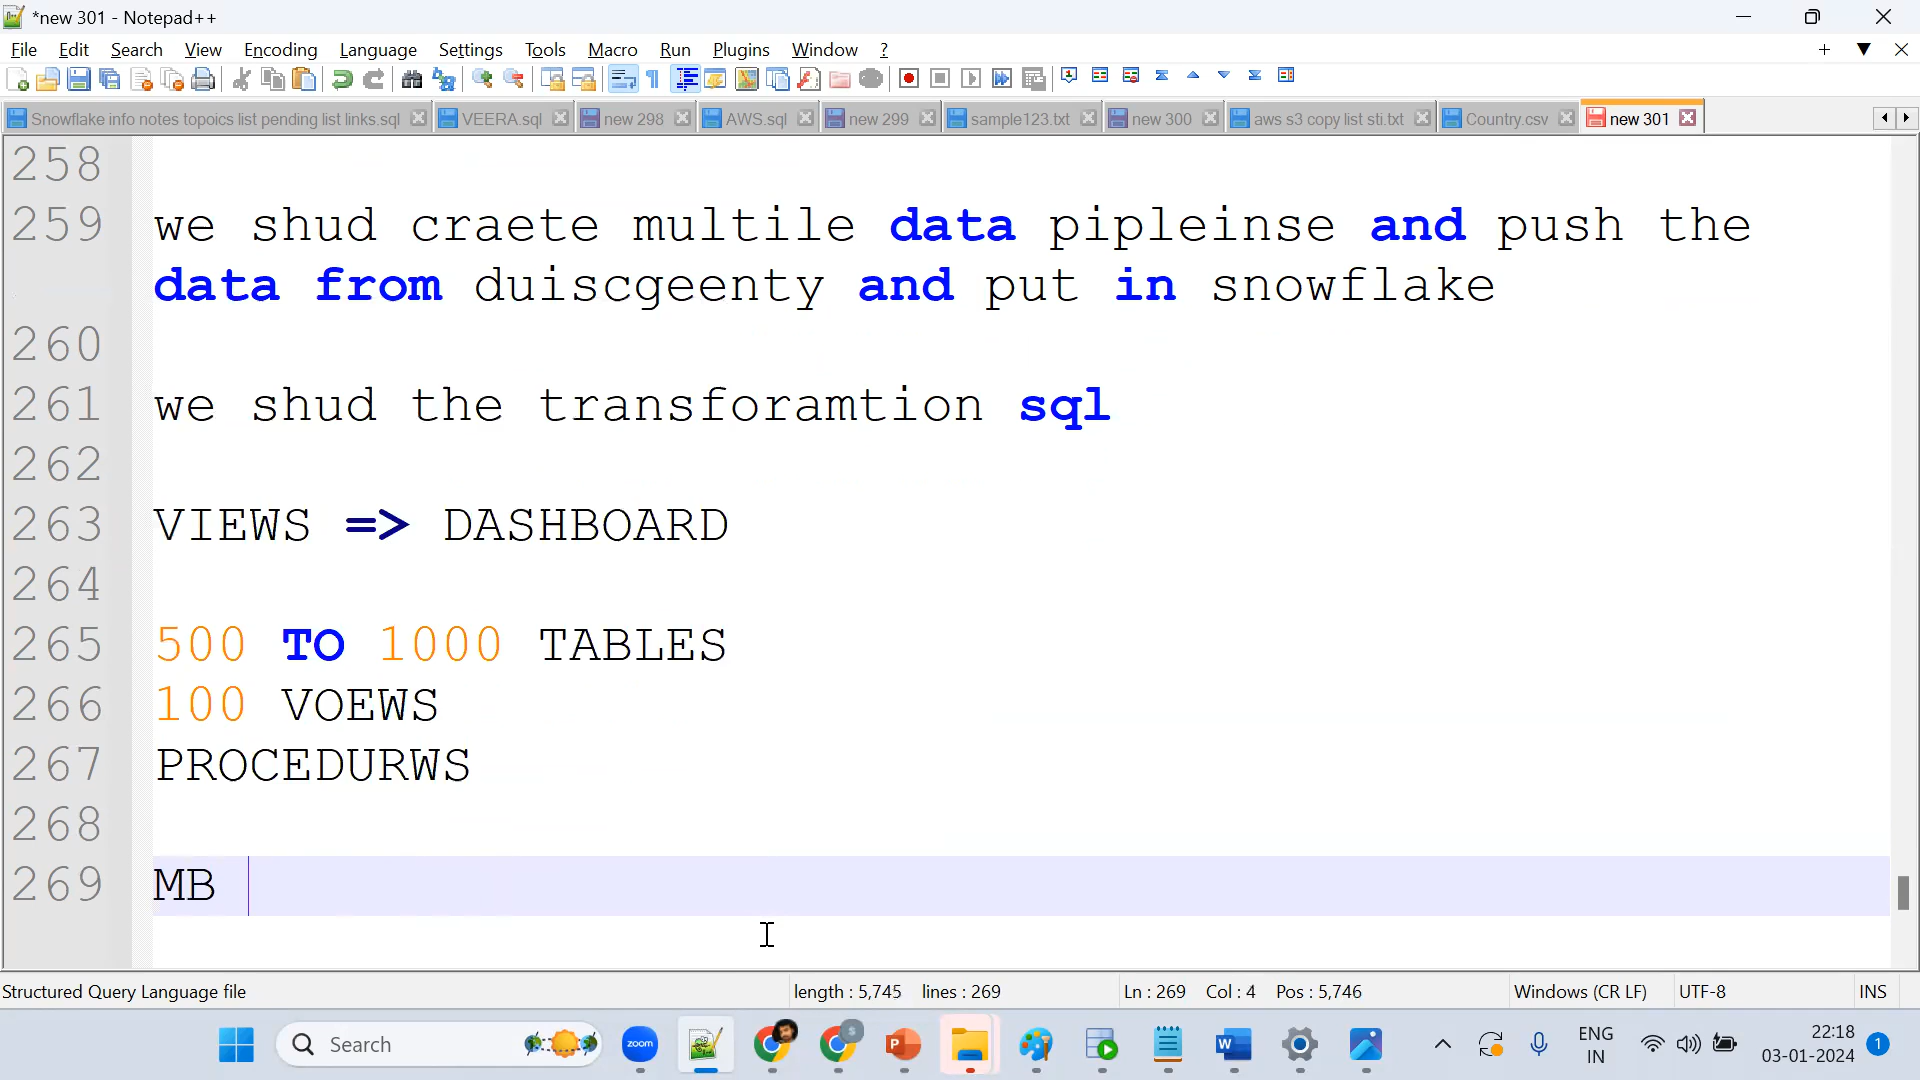 *new 301 - Notepad++
File Edit Search View Encoding Language Settings Tools Macro Run Plugins Window ?
Snowflake info notes topoics list pending list links.sql VEERA.sql new 298 AWS.sql new 299 sample123.txt new 300 aws s3 copy list sti.txt Country.csv new 301
258
259 we shud craete multile data pipleinse and push the
data from duiscgeenty and put in snowflake
260
261 we shud the transforamtion sql
262
263 VIEWS => DASHBOARD
264
265 500 TO 1000 TABLES
266 100 VOEWS
267 PROCEDURWS
268
269 MB
Structured Query Language file length : 5,745 lines : 269 Ln : 269 Col : 4 Pos : 5,746 Windows (CR LF) UTF-8 INS
Search zoom ENG 22:18
IN 03-01-2024 1